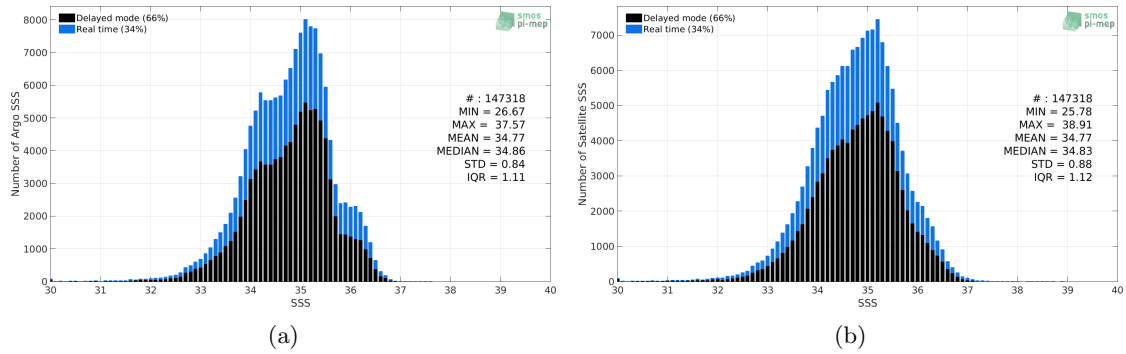 Delayed mode (66%)
Real time (34%)
smos
pi-mep
8000
7000
6000
5000
4000
3000
2000
1000
0
Number of Argo SSS
# : 147318
MIN = 26.67
MAX = 37.57
MEAN = 34.77
MEDIAN = 34.86
STD = 0.84
IQR = 1.11
30 31 32 33 34 35 36 37 38 39 40
SSS
(a)
Delayed mode (66%)
Real time (34%)
smos
pi-mep
7000
6000
5000
4000
3000
2000
1000
0
Number of Satellite SSS
# : 147318
MIN = 25.78
MAX = 38.91
MEAN = 34.77
MEDIAN = 34.83
STD = 0.88
IQR = 1.12
30 31 32 33 34 35 36 37 38 39 40
SSS
(b)